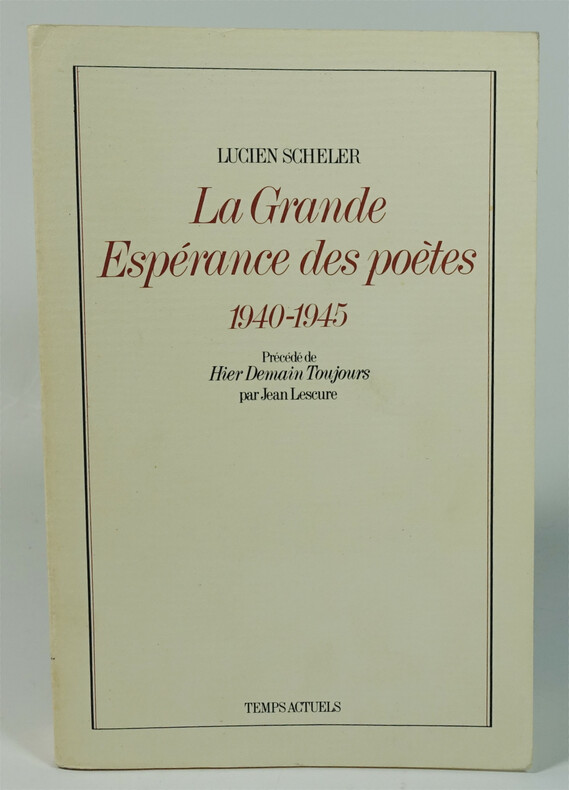 LUCIEN SCHELER
La Grande
Espérance des poètes
1940-1945
Précédé de
Hier Demain Toujours
par Jean Lescure
TEMPS ACTUELS